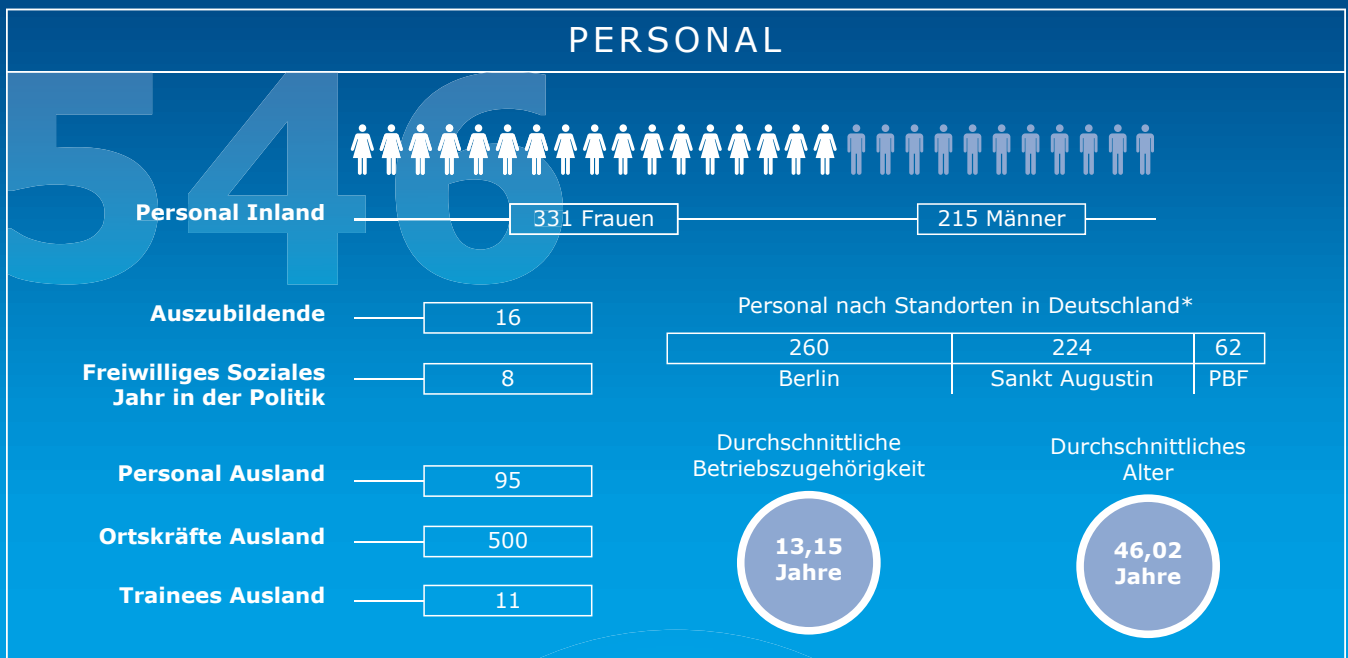 PERSONAL
546
Personal Inland
331 Frauen
215 Männer
Auszubildende
16
Freiwilliges Soziales
Jahr in der Politik
8
Personal Ausland
95
Ortskräfte Ausland
500
Trainees Ausland
11
Personal nach Standorten in Deutschland*
260 224 62
Berlin Sankt Augustin PBF
Durchschnittliche
Betriebszugehörigkeit
13,15
Jahre
Durchschnittliches
Alter
46,02
Jahre